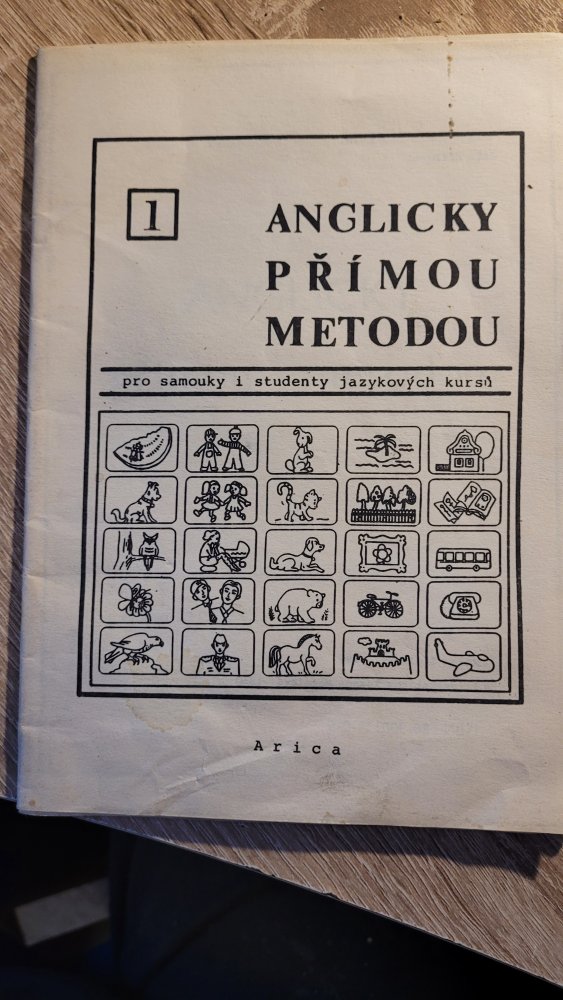 1
ANGLICKY
PŘÍMOU
METODOU
pro samouky i studenty jazykových kursů
Arica